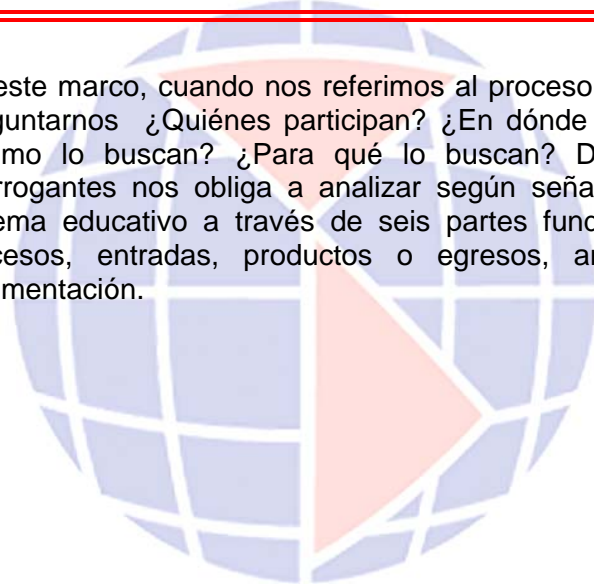 este marco, cuando nos referimos al proceso
guntarnos ¿Quiénes participan? ¿En dónde
mo lo buscan? ¿Para qué lo buscan? D
rrogantes nos obliga a analizar según seña
ema educativo a través de seis partes func
cesos, entradas, productos o egresos, a
mentación.